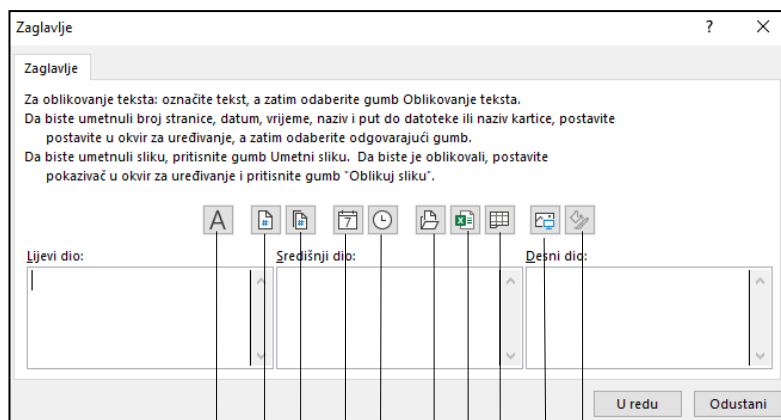 Zaglavlje
?
Zaglavlje
Za oblikovanje teksta: označite tekst, a zatim odaberite gumb Oblikovanje teksta.
Da biste umetnuli broj stranice, datum, vrijeme, naziv i put do datoteke ili naziv kartice, postavite
postavite u okvir za uređivanje, a zatim odaberite odgovarajući gumb.
Da biste umetnuli sliku, pritisnite gumb Umetni sliku. Da biste je oblikovali, postavite
pokazivač u okvir za uređivanje i pritisnite gumb "Oblikuj sliku".
A # # 7
Lijevi dio: Središnji dio: Desni dio:
U redu Odustani